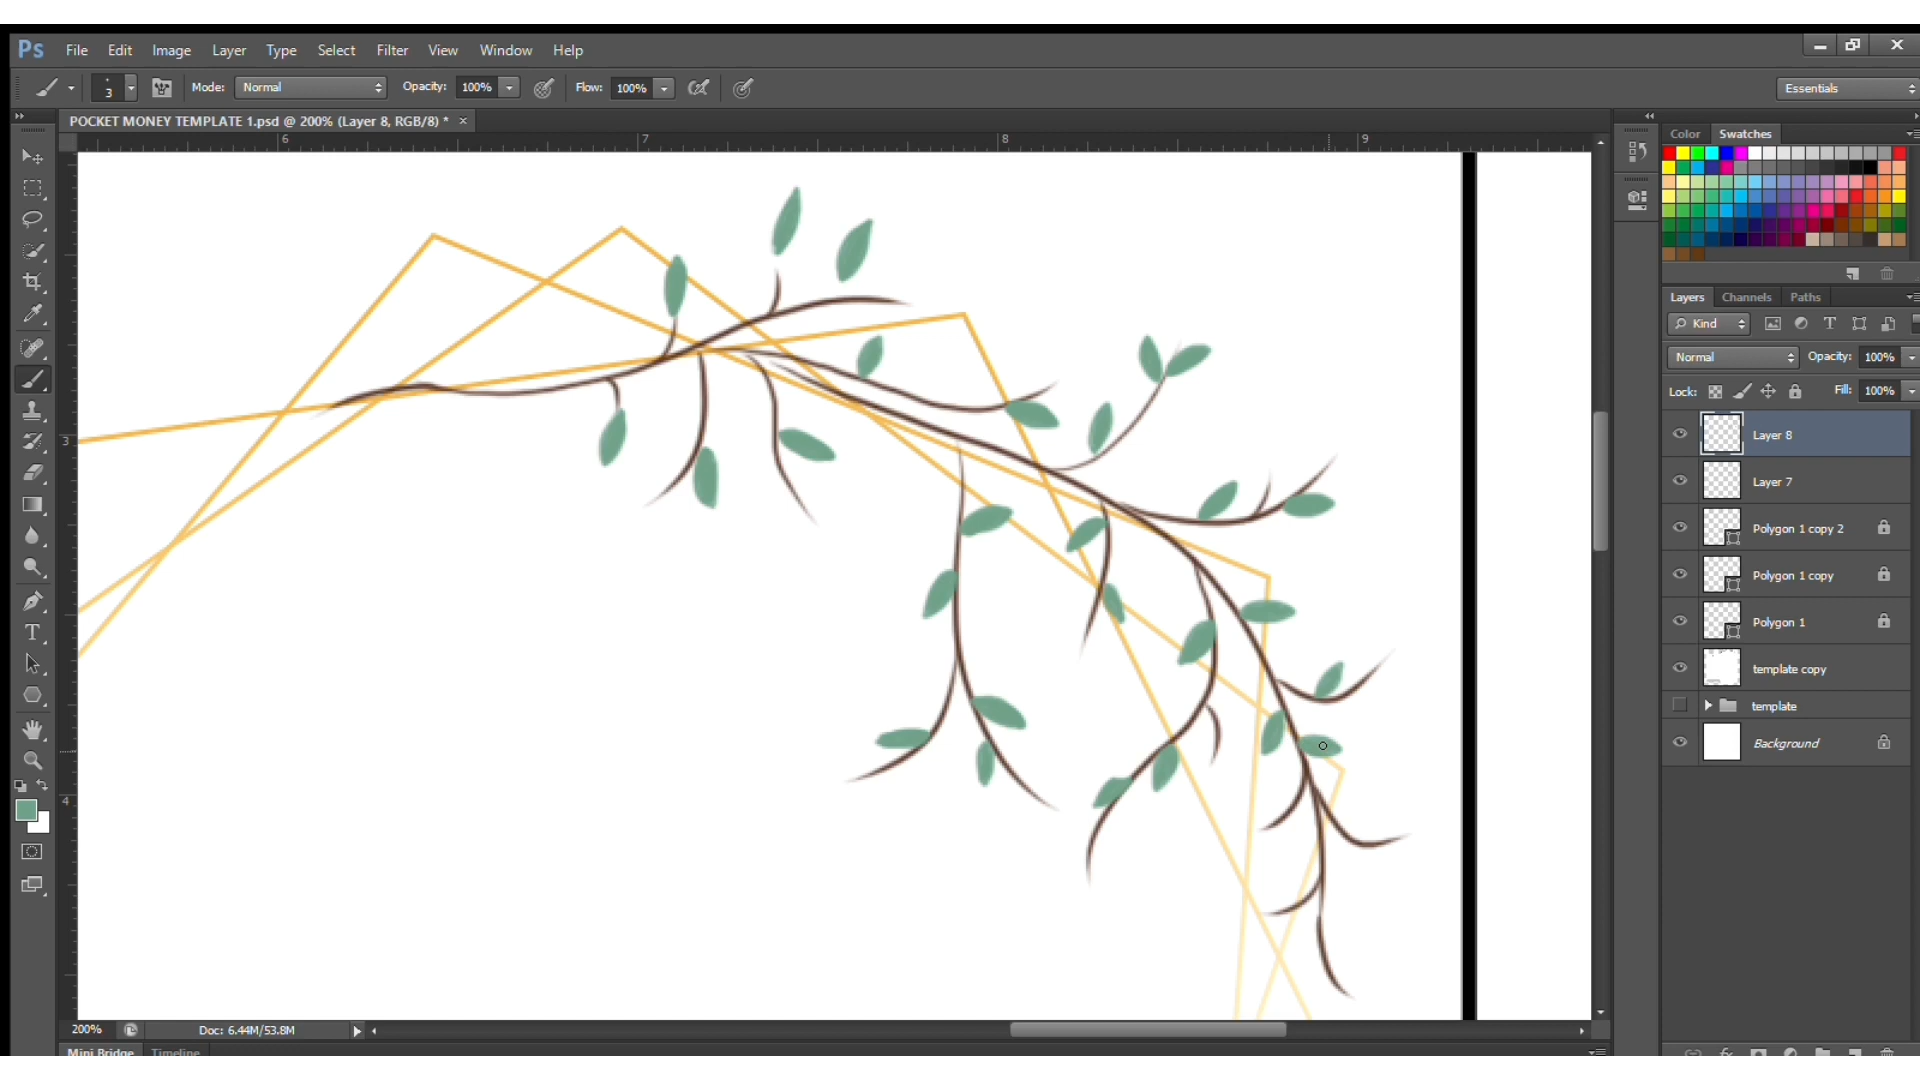 Ps File Edit Image Layer Type Select Filter View Window Help
3 Mode: Normal Opacity: 100% Flow: 100% Essentials
POCKET MONEY TEMPLATE 1.psd @ 200% (Layer 8, RGB/8) * ×
6 7 8 9
3
4
Color Swatches
Layers Channels Paths
Kind
Normal Opacity: 100%
Lock: Fill: 100%
Layer 8
Layer 7
Polygon 1 copy 2
Polygon 1 copy
Polygon 1
template copy
template
Background
200% Doc: 6.44M/53.8M
Mini Bridge Timeline